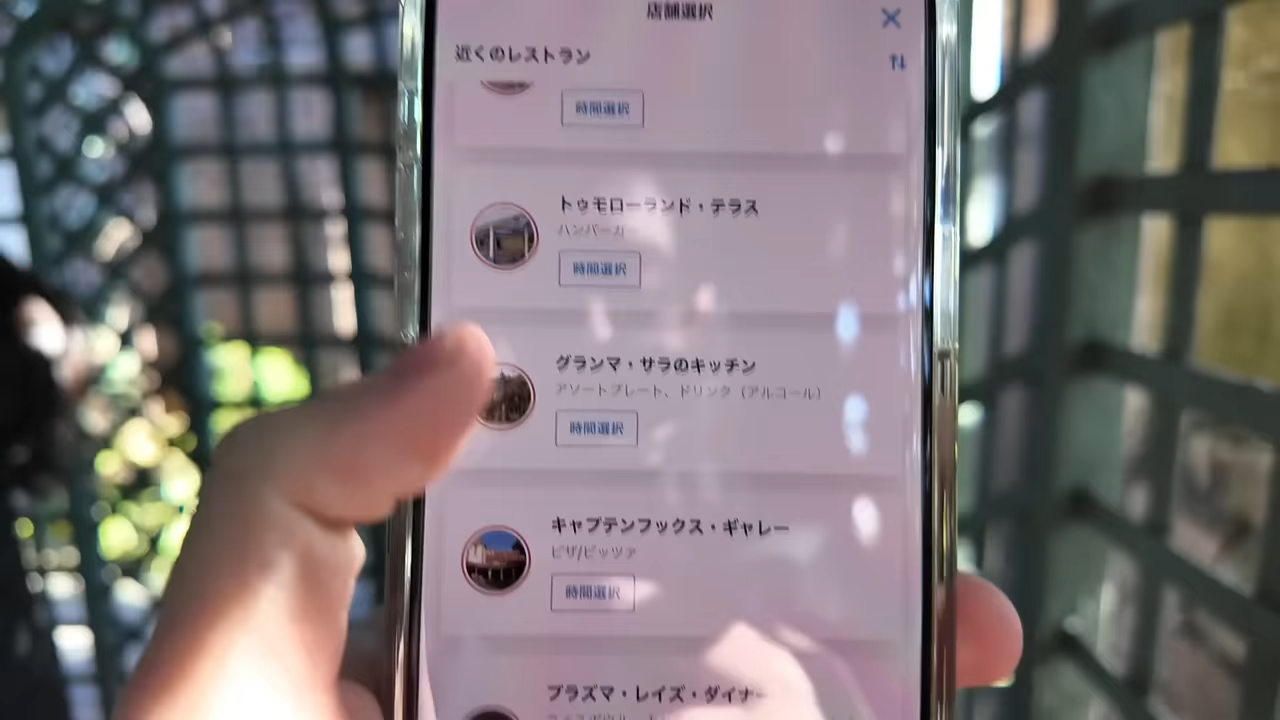 店舗選択
近くのレストラン
時間選択
トゥモローランド・テラス
ハンバーガー
時間選択
グランマ・サラのキッチン
アソートプレート、ドリンク（アルコール）
時間選択
キャプテンフックス・ギャレー
ピザ/ピッツァ
時間選択
プラズマ・レイズ・ダイナー